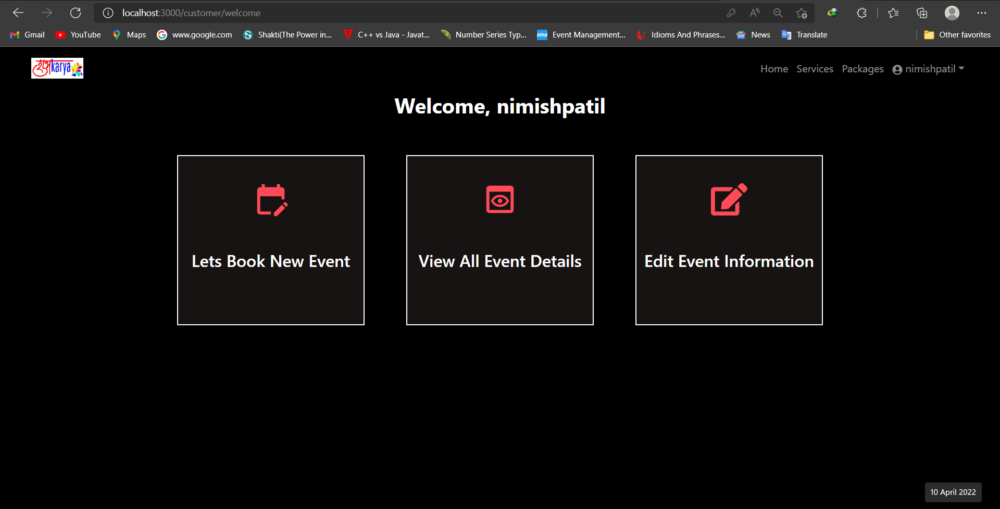 localhost:3000/customer/welcome
Gmail YouTube Maps www.google.com Shakti(The Power in... C++ vs Java - Javat... Number Series Typ... Event Management... Idioms And Phrases... News Translate Other favorites
शुभkarya
Home Services Packages nimishpatil
Welcome, nimishpatil
Lets Book New Event
View All Event Details
Edit Event Information
10 April 2022